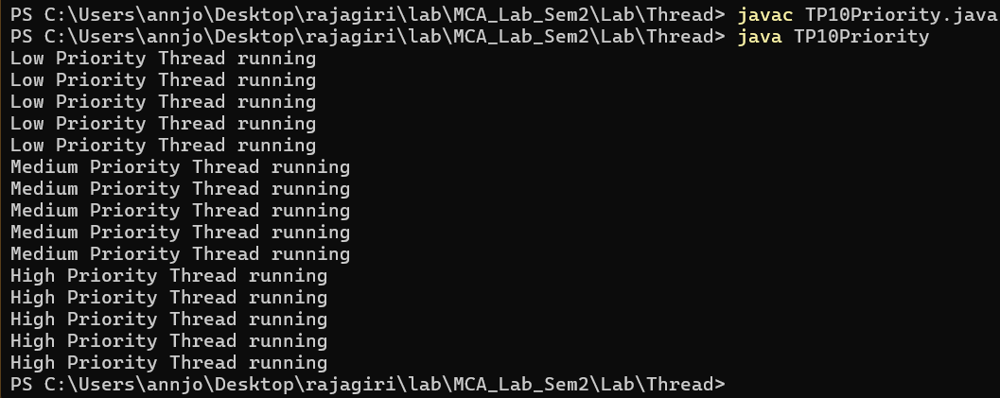 PS C:\Users\annjo\Desktop\rajagiri\lab\MCA_Lab_Sem2\Lab\Thread> javac TP10Priority.java
PS C:\Users\annjo\Desktop\rajagiri\lab\MCA_Lab_Sem2\Lab\Thread> java TP10Priority
Low Priority Thread running
Low Priority Thread running
Low Priority Thread running
Low Priority Thread running
Low Priority Thread running
Medium Priority Thread running
Medium Priority Thread running
Medium Priority Thread running
Medium Priority Thread running
Medium Priority Thread running
High Priority Thread running
High Priority Thread running
High Priority Thread running
High Priority Thread running
High Priority Thread running
PS C:\Users\annjo\Desktop\rajagiri\lab\MCA_Lab_Sem2\Lab\Thread>